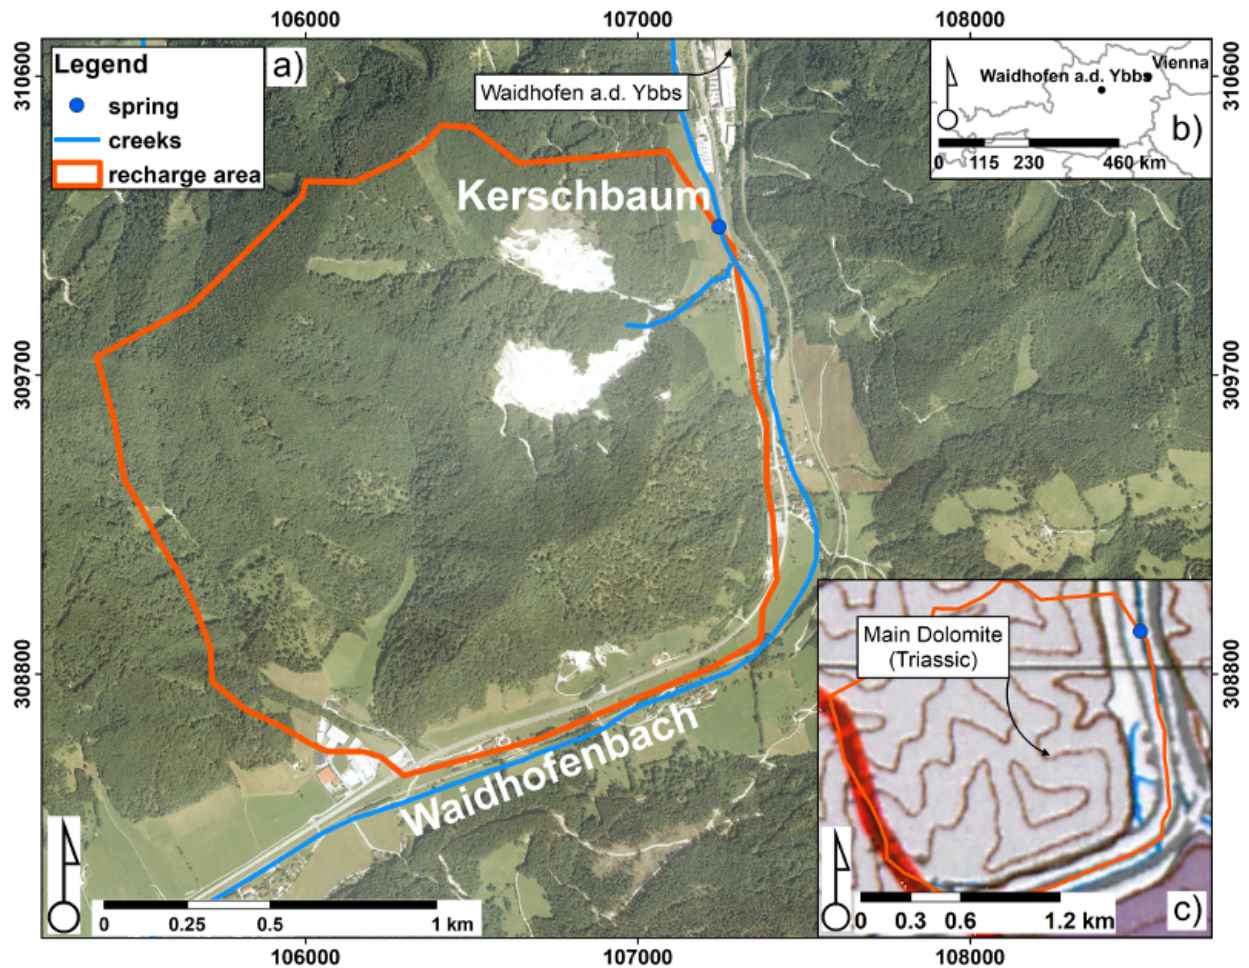 106000 107000 108000
Legend
spring
creeks
recharge area
a)
Waidhofen a.d. Ybbs
Vienna
Waidhofen a.d. Ybbs
b)
0 115 230 460 km
310600
310600
Kerschbaum
309700
309700
308800
308800
Waidhofenbach
Main Dolomite
(Triassic)
0 0.25 0.5 1 km
0 0.3 0.6 1.2 km
c)
106000 107000 108000